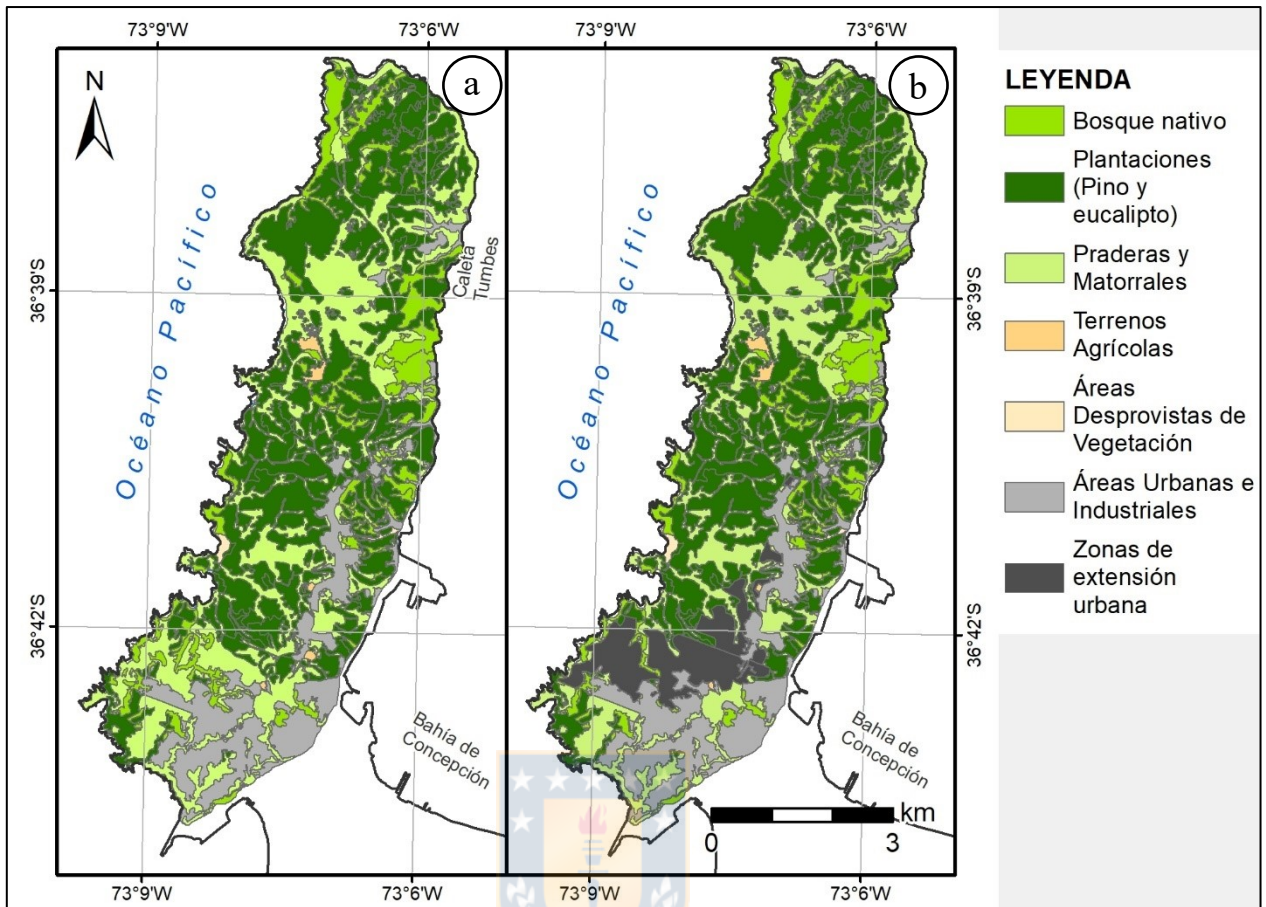 73°9'W
73°6'W
73°9'W
73°6'W
N
a
b
Océano Pacífico
Océano Pacífico
Caleta
Tumbes
36°39'S
36°39'S
36°42'S
36°42'S
Bahía de
Concepción
Bahía de
Concepción
km
0
3
73°9'W
73°6'W
73°9'W
73°6'W
LEYENDA
Bosque nativo
Plantaciones
(Pino y
eucalipto)
Praderas y
Matorrales
Terrenos
Agrícolas
Áreas
Desprovistas de
Vegetación
Áreas Urbanas e
Industriales
Zonas de
extensión
urbana